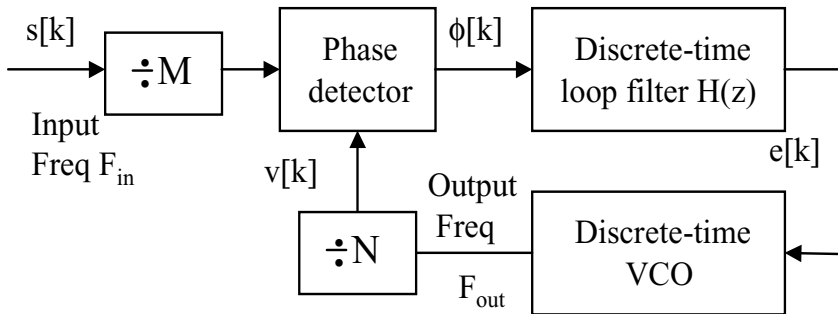 s[k]
÷M
Phase
detector
ϕ[k]
Discrete-time
loop filter H(z)
Input
Freq F_in
v[k]
e[k]
Output
Freq
÷N
F_out
Discrete-time
VCO